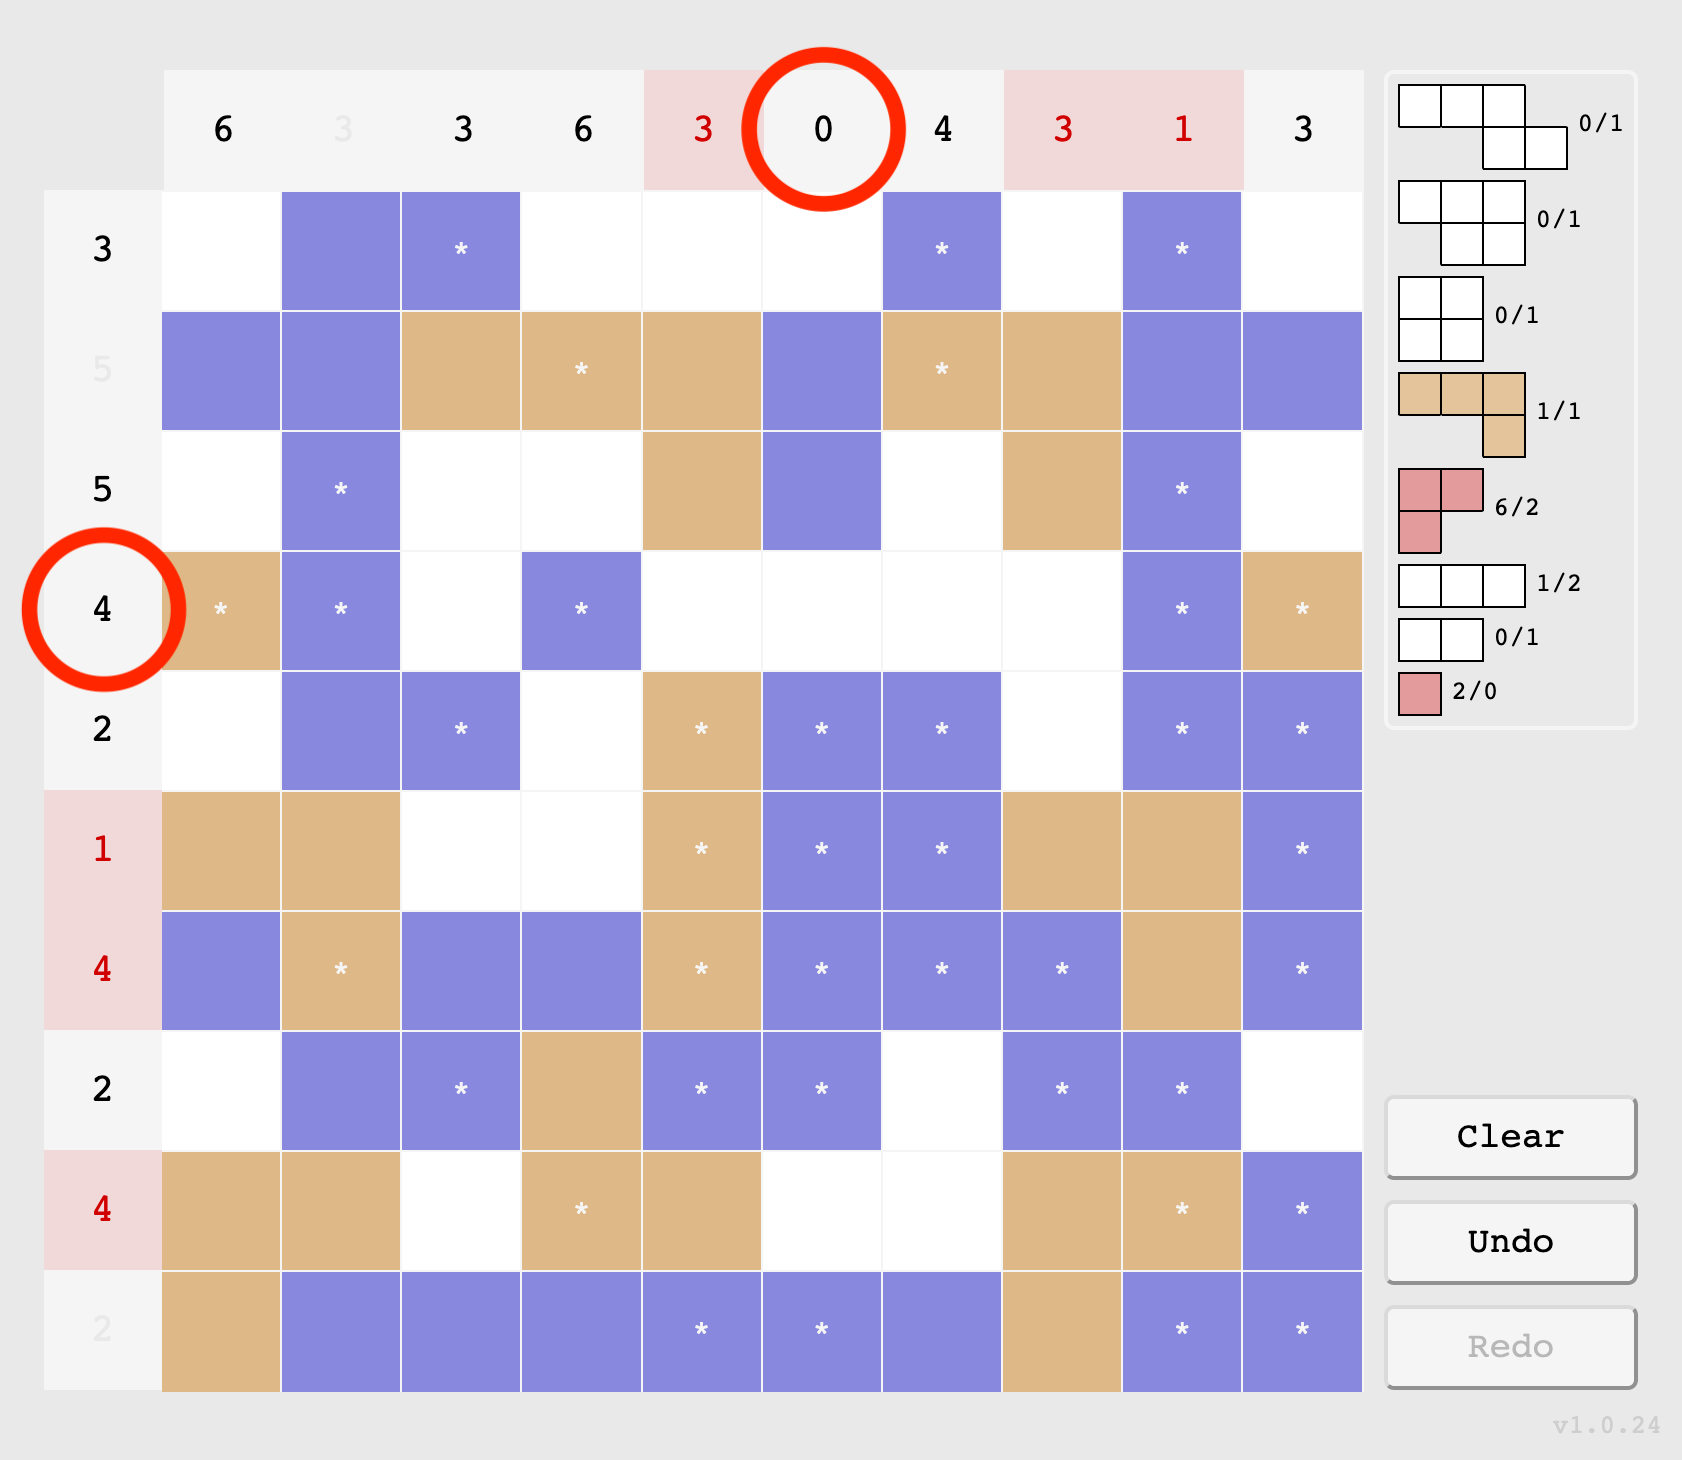 6 3 3 6 3 0 4 3 1 3
0/1
3 * * *
0/1
5 * *
0/1
1/1
5 * *
6/2
4 * * * * *
1/2
0/1
2 * * * * * *
2/0
1 * * * *
4 * * * * * *
2 * * * * *
Clear
4 * * *
Undo
2 * * * *
Redo
v1.0.24